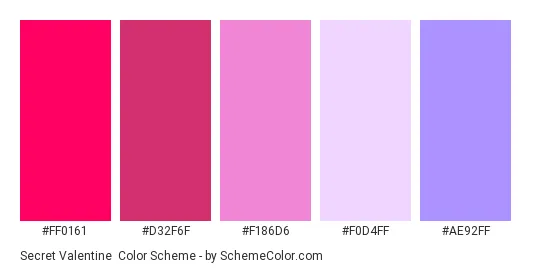 #FF0161 #D32F6F #F186D6 #F0D4FF #AE92FF
Secret Valentine Color Scheme - by SchemeColor.com